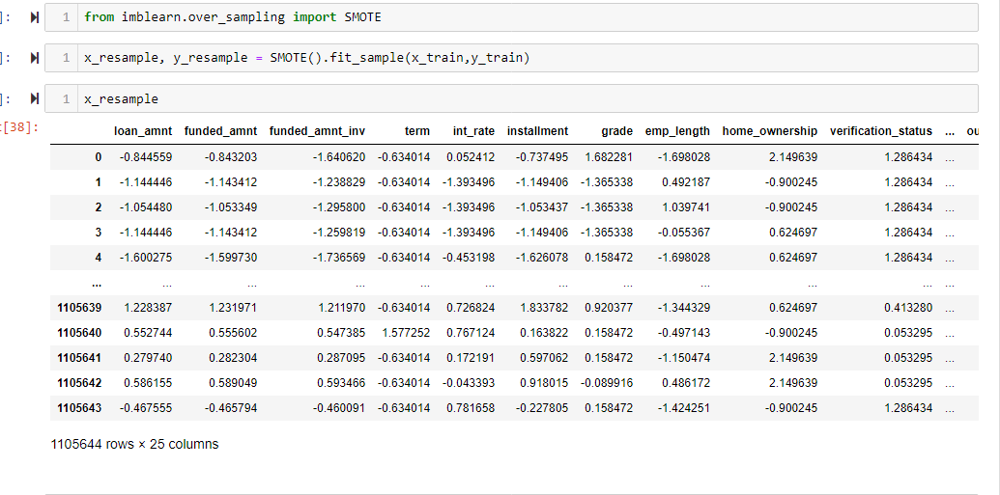 ]: 1 from imblearn.over_sampling import SMOTE
]: 1 x_resample, y_resample = SMOTE().fit_sample(x_train,y_train)
]: 1 x_resample
t[38]:
loan_amnt funded_amnt funded_amnt_inv term int_rate installment grade emp_length home_ownership verification_status ... ou
0 -0.844559 -0.843203 -1.640620 -0.634014 0.052412 -0.737495 1.682281 -1.698028 2.149639 1.286434 ...
1 -1.144446 -1.143412 -1.238829 -0.634014 -1.393496 -1.149406 -1.365338 0.492187 -0.900245 1.286434 ...
2 -1.054480 -1.053349 -1.295800 -0.634014 -1.393496 -1.053437 -1.365338 1.039741 -0.900245 1.286434 ...
3 -1.144446 -1.143412 -1.259819 -0.634014 -1.393496 -1.149406 -1.365338 -0.055367 0.624697 1.286434 ...
4 -1.600275 -1.599730 -1.736569 -0.634014 -0.453198 -1.626078 0.158472 -1.698028 0.624697 1.286434 ...
... ... ... ... ... ... ... ... ... ... ... ...
1105639 1.228387 1.231971 1.211970 -0.634014 0.726824 1.833782 0.920377 -1.344329 0.624697 0.413280 ...
1105640 0.552744 0.555602 0.547385 1.577252 0.767124 0.163822 0.158472 -0.497143 -0.900245 0.053295 ...
1105641 0.279740 0.282304 0.287095 -0.634014 0.172191 0.597062 0.158472 -1.150474 2.149639 0.053295 ...
1105642 0.586155 0.589049 0.593466 -0.634014 -0.043393 0.918015 -0.089916 0.486172 2.149639 0.053295 ...
1105643 -0.467555 -0.465794 -0.460091 -0.634014 0.781658 -0.227805 0.158472 -1.424251 -0.900245 1.286434 ...
1105644 rows × 25 columns